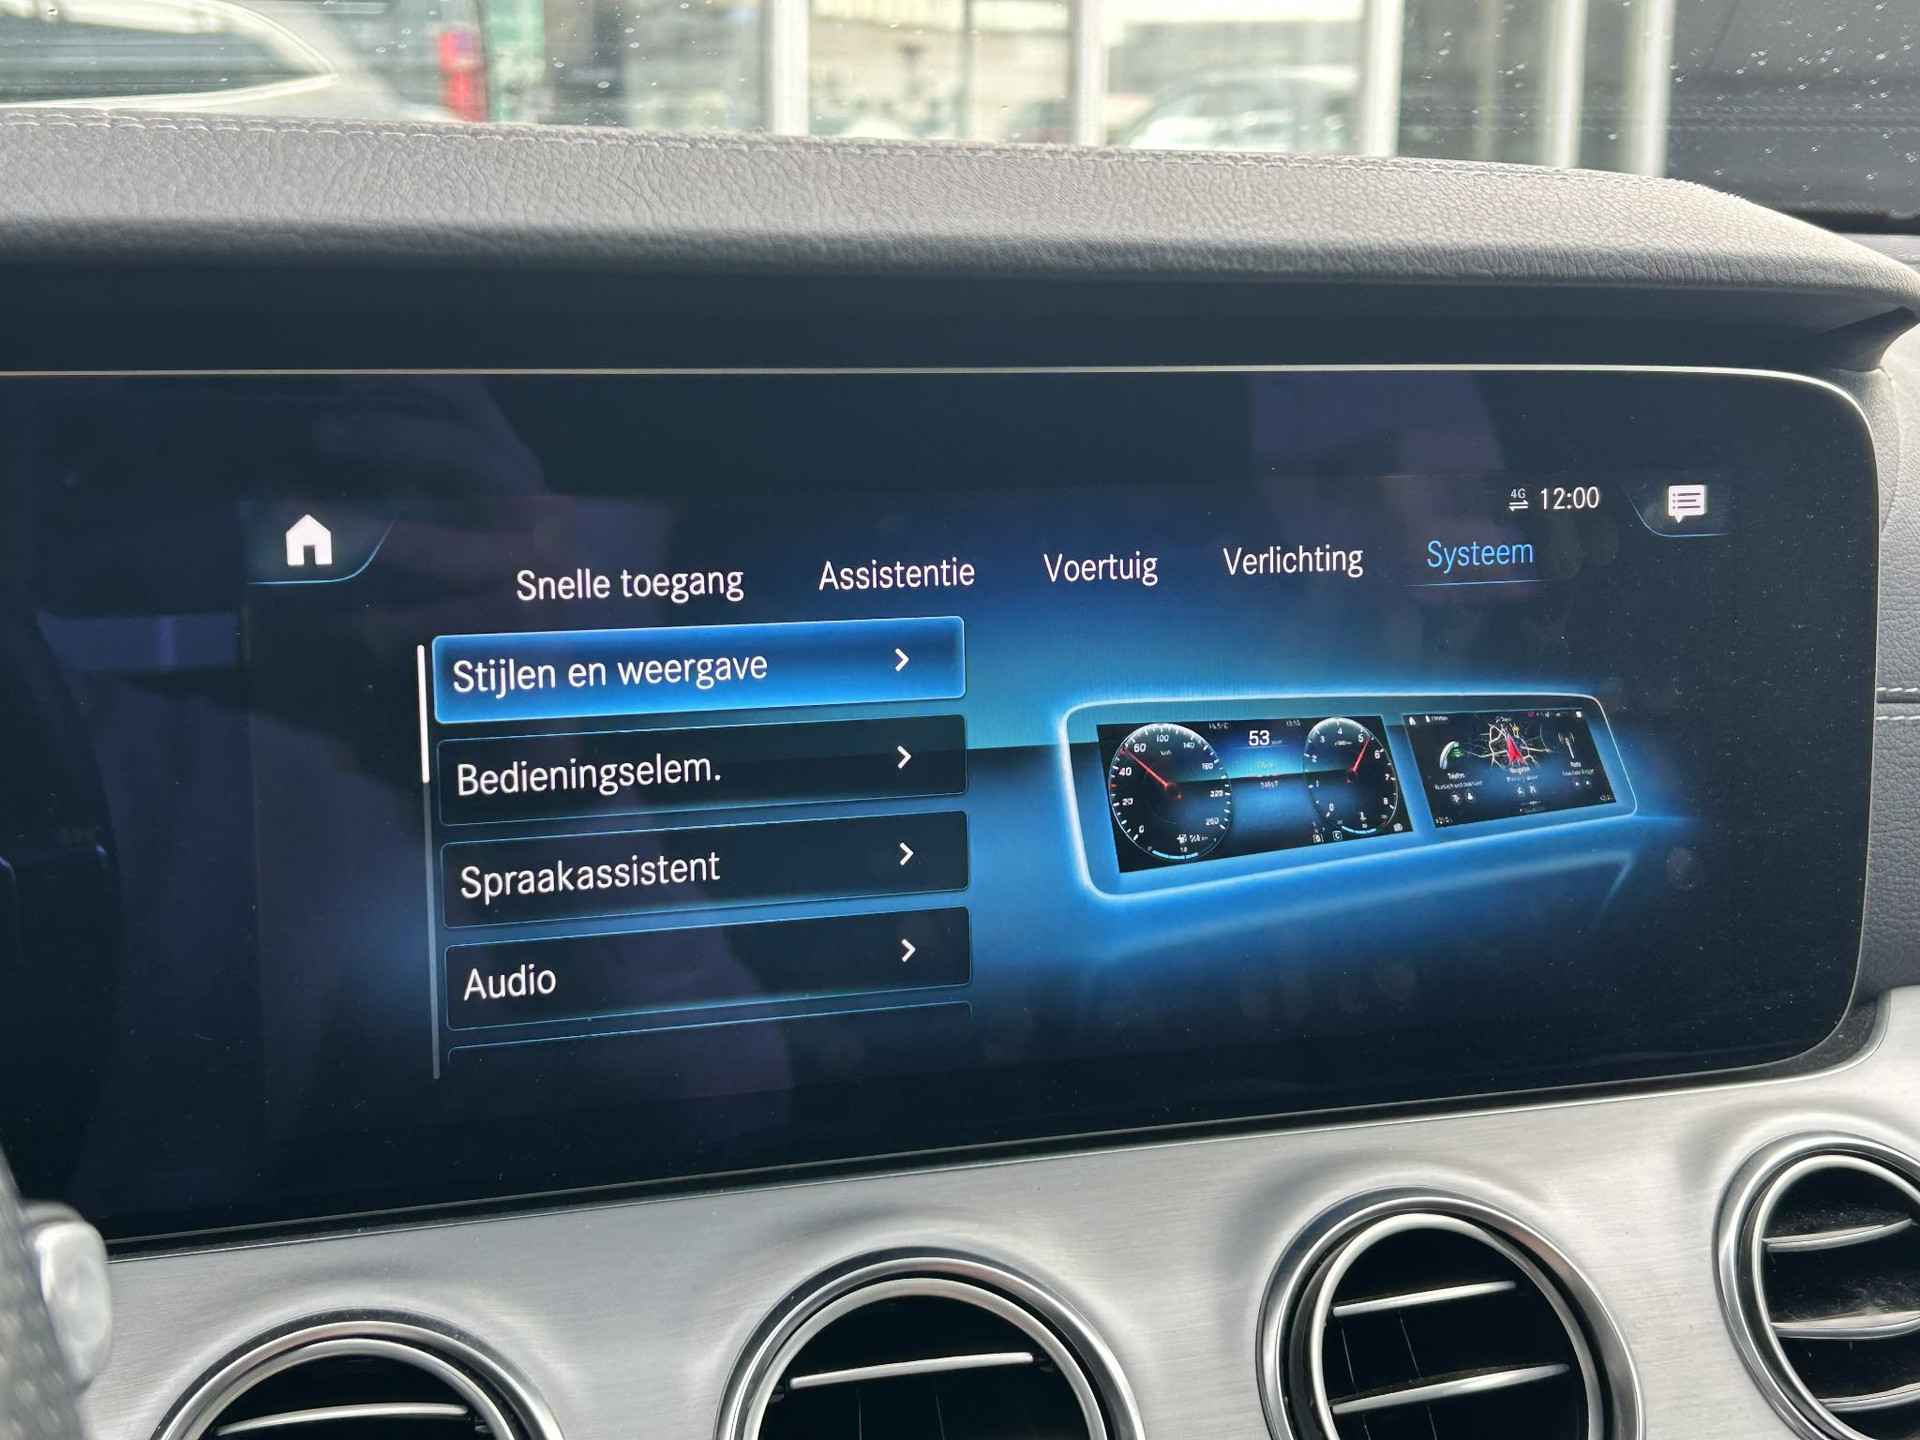 4G 12:00
Snelle toegang Assistentie Voertuig Verlichting Systeem
Stijlen en weergave
Bedieningselem.
Spraakassistent
Audio
53